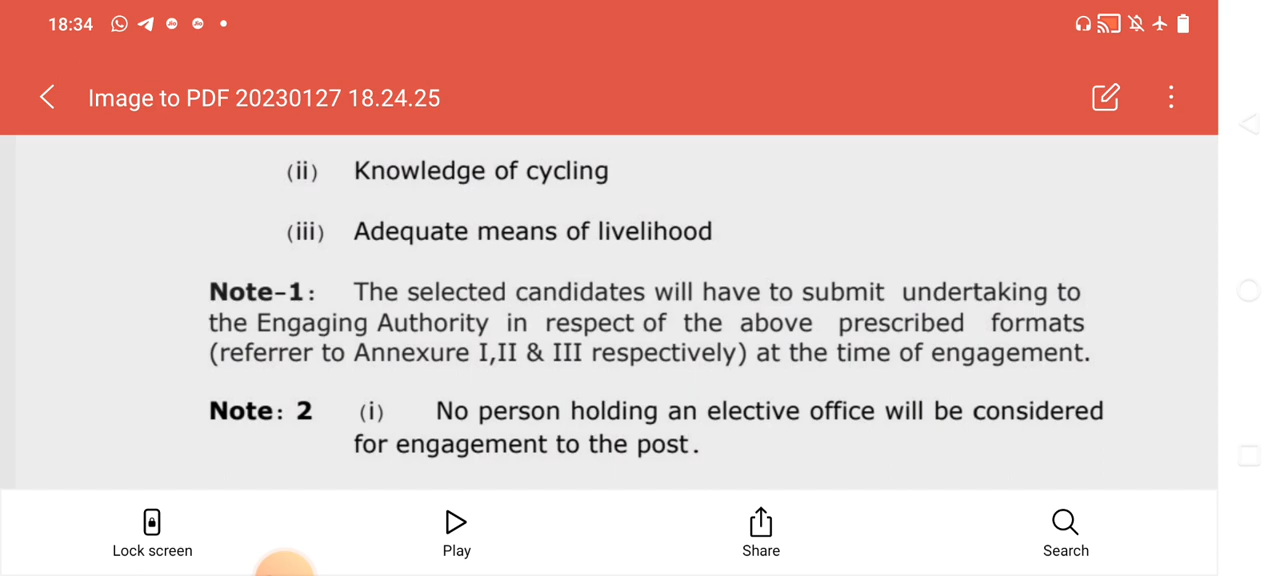 18:34
Image to PDF 20230127 18.24.25
(ii) Knowledge of cycling
(iii) Adequate means of livelihood
Note-1: The selected candidates will have to submit undertaking to
the Engaging Authority in respect of the above prescribed formats
(referrer to Annexure I,II & III respectively) at the time of engagement.
Note: 2 (i) No person holding an elective office will be considered
for engagement to the post.
Lock screen Play Share Search